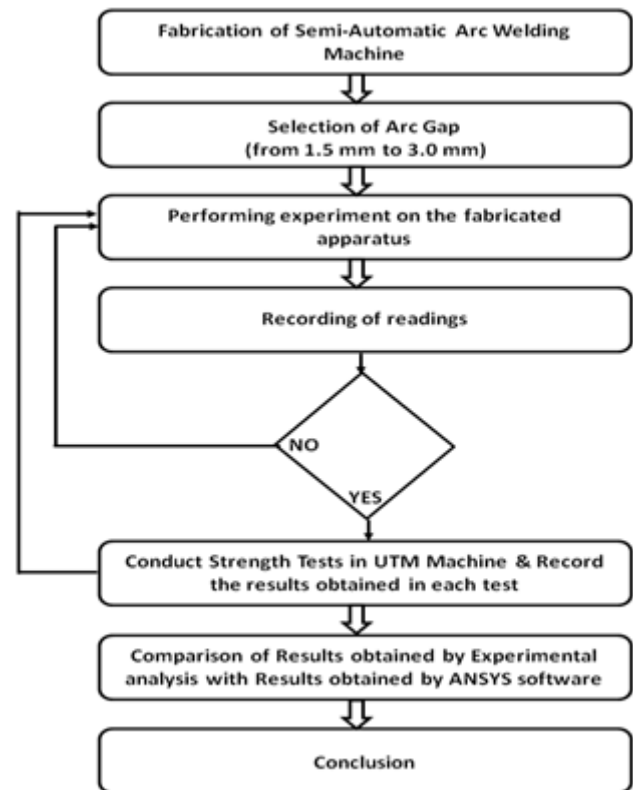 Fabrication of Semi-Automatic Arc Welding
Machine
Selection of Arc Gap
(from 1.5 mm to 3.0 mm)
Performing experiment on the fabricated
apparatus
Recording of readings
NO
YES
Conduct Strength Tests in UTM Machine & Record
the results obtained in each test
Comparison of Results obtained by Experimental
analysis with Results obtained by ANSYS software
Conclusion